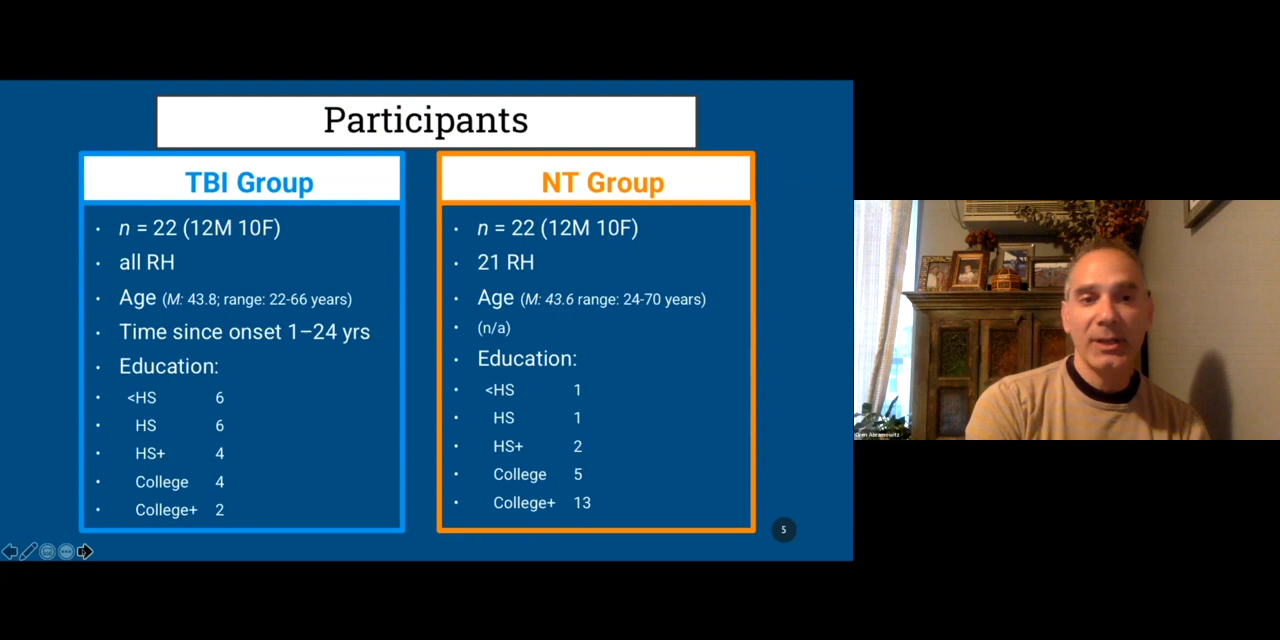 Participants
TBI Group
n = 22 (12M 10F)
all RH
Age (M: 43.8; range: 22-66 years)
Time since onset 1–24 yrs
Education:
<HS 6
HS 6
HS+ 4
College 4
College+ 2
NT Group
n = 22 (12M 10F)
21 RH
Age (M: 43.6 range: 24-70 years)
(n/a)
Education:
<HS 1
HS 1
HS+ 2
College 5
College+ 13
5
Oren Abramowitz